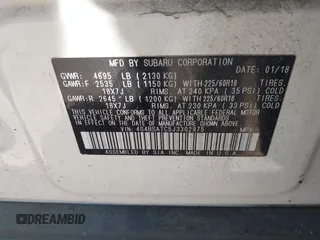 MFD. BY SUBARU CORPORATION 01/18
GVWR: 4695 LB (2130 KG)
GAWR:F 2535 LB (1150 KG) WITH 225/60R18 TIRES,
18X7J RIMS, AT 240 KPA (35 PSI) COLD
GAWR:R 2645 LB (1200 KG) WITH 225/60R18 TIRES,
18X7J RIMS, AT 230 KPA (33 PSI) COLD
THIS VEHICLE CONFORMS TO ALL APPLICABLE FEDERAL MOTOR
VEHICLE SAFETY, BUMPER, AND THEFT PREVENTION
STANDARDS IN EFFECT ON THE DATE OF MANUFACTURE
SHOWN ABOVE.
VIN: 4S4BSATC5J3302975 MPV
ASSEMBLED BY SIA, INC. IN U.S.A.
DREAMBID